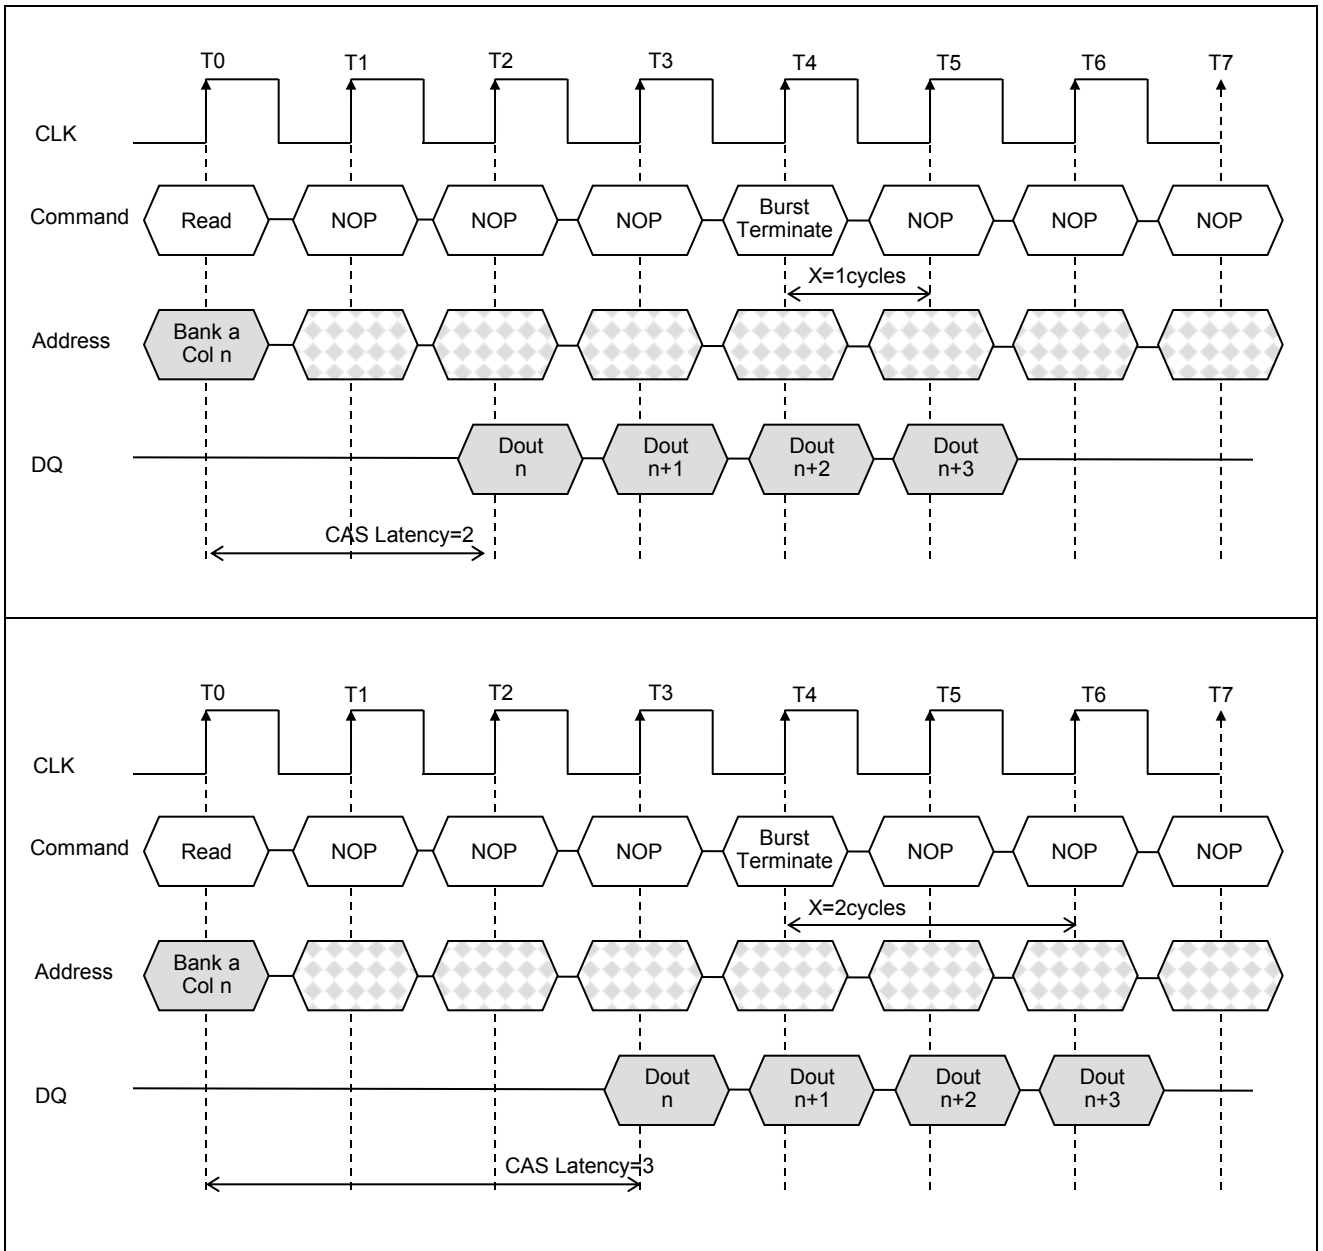 T0 T1 T2 T3 T4 T5 T6 T7
CLK
Command Read NOP NOP NOP Burst Terminate NOP NOP NOP
X=1cycles
Address Bank a Col n
DQ Dout n Dout n+1 Dout n+2 Dout n+3
CAS Latency=2
T0 T1 T2 T3 T4 T5 T6 T7
CLK
Command Read NOP NOP NOP Burst Terminate NOP NOP NOP
X=2cycles
Address Bank a Col n
DQ Dout n Dout n+1 Dout n+2 Dout n+3
CAS Latency=3